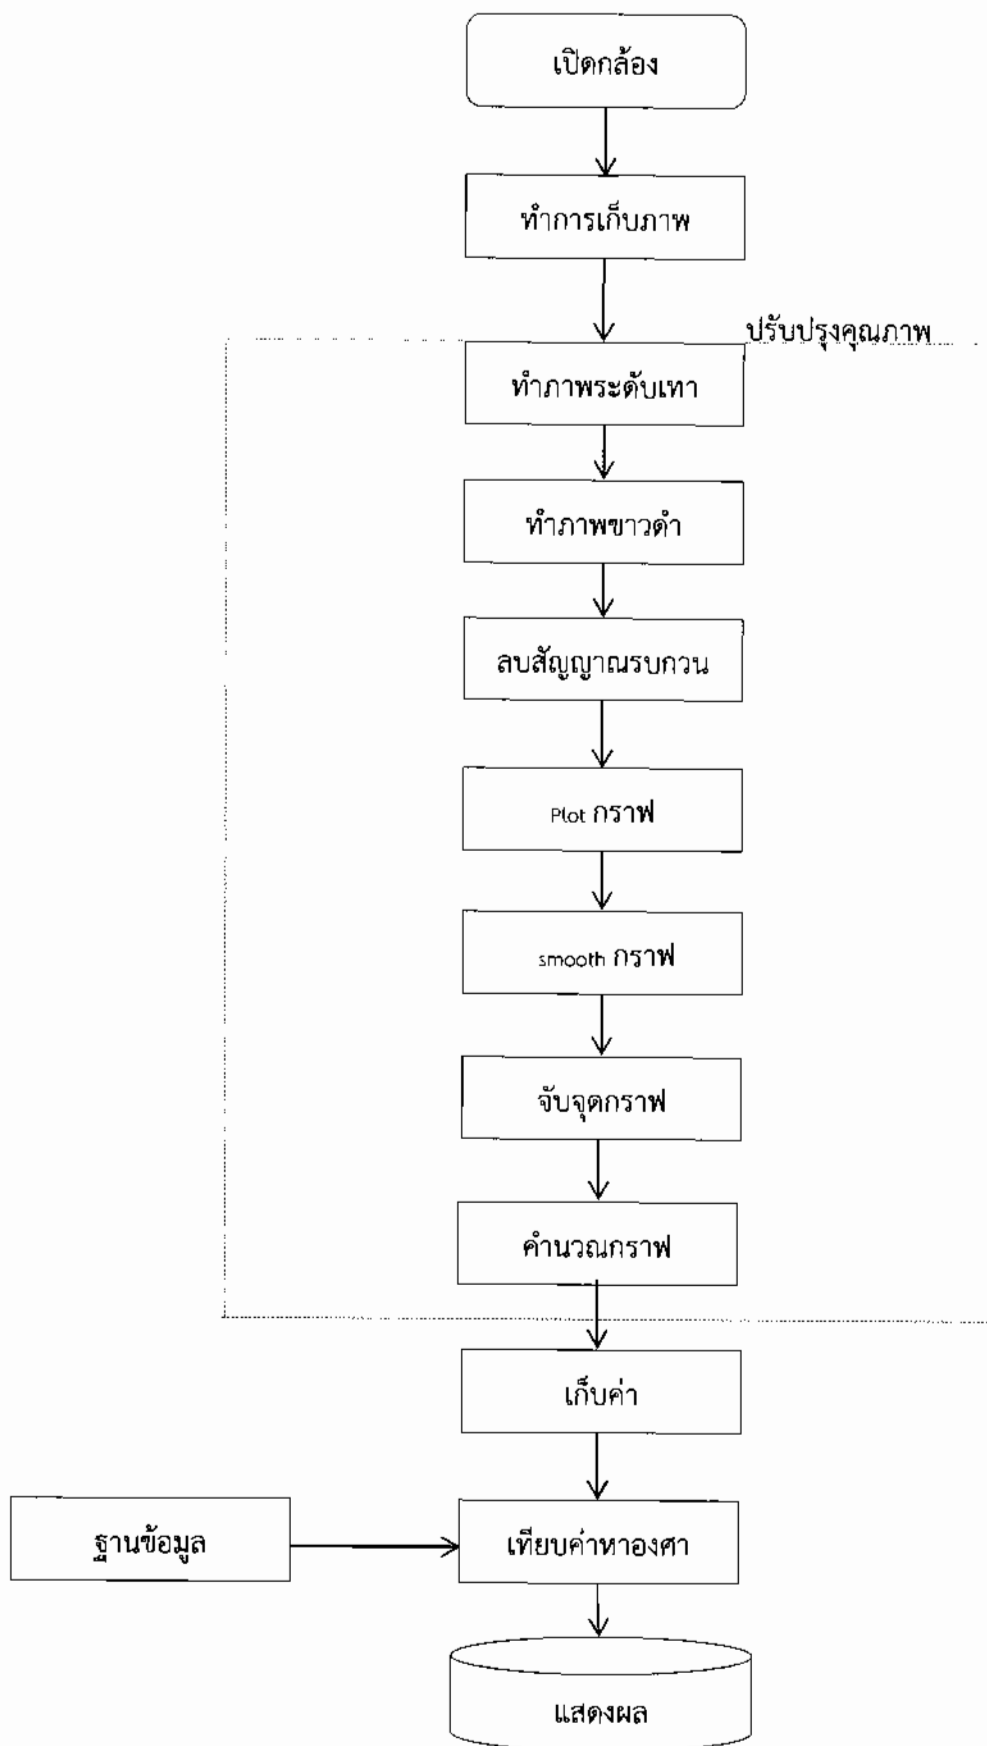 เปิดกล้อง
ทำการเก็บภาพ
ปรับปรุงคุณภาพ
ทำภาพระดับเทา
ทำภาพขาวดำ
ลบสัญญาณรบกวน
Plot กราฟ
smooth กราฟ
จับจุดกราฟ
คำนวณกราฟ
เก็บค่า
ฐานข้อมูล
เทียบค่าหาองศา
แสดงผล